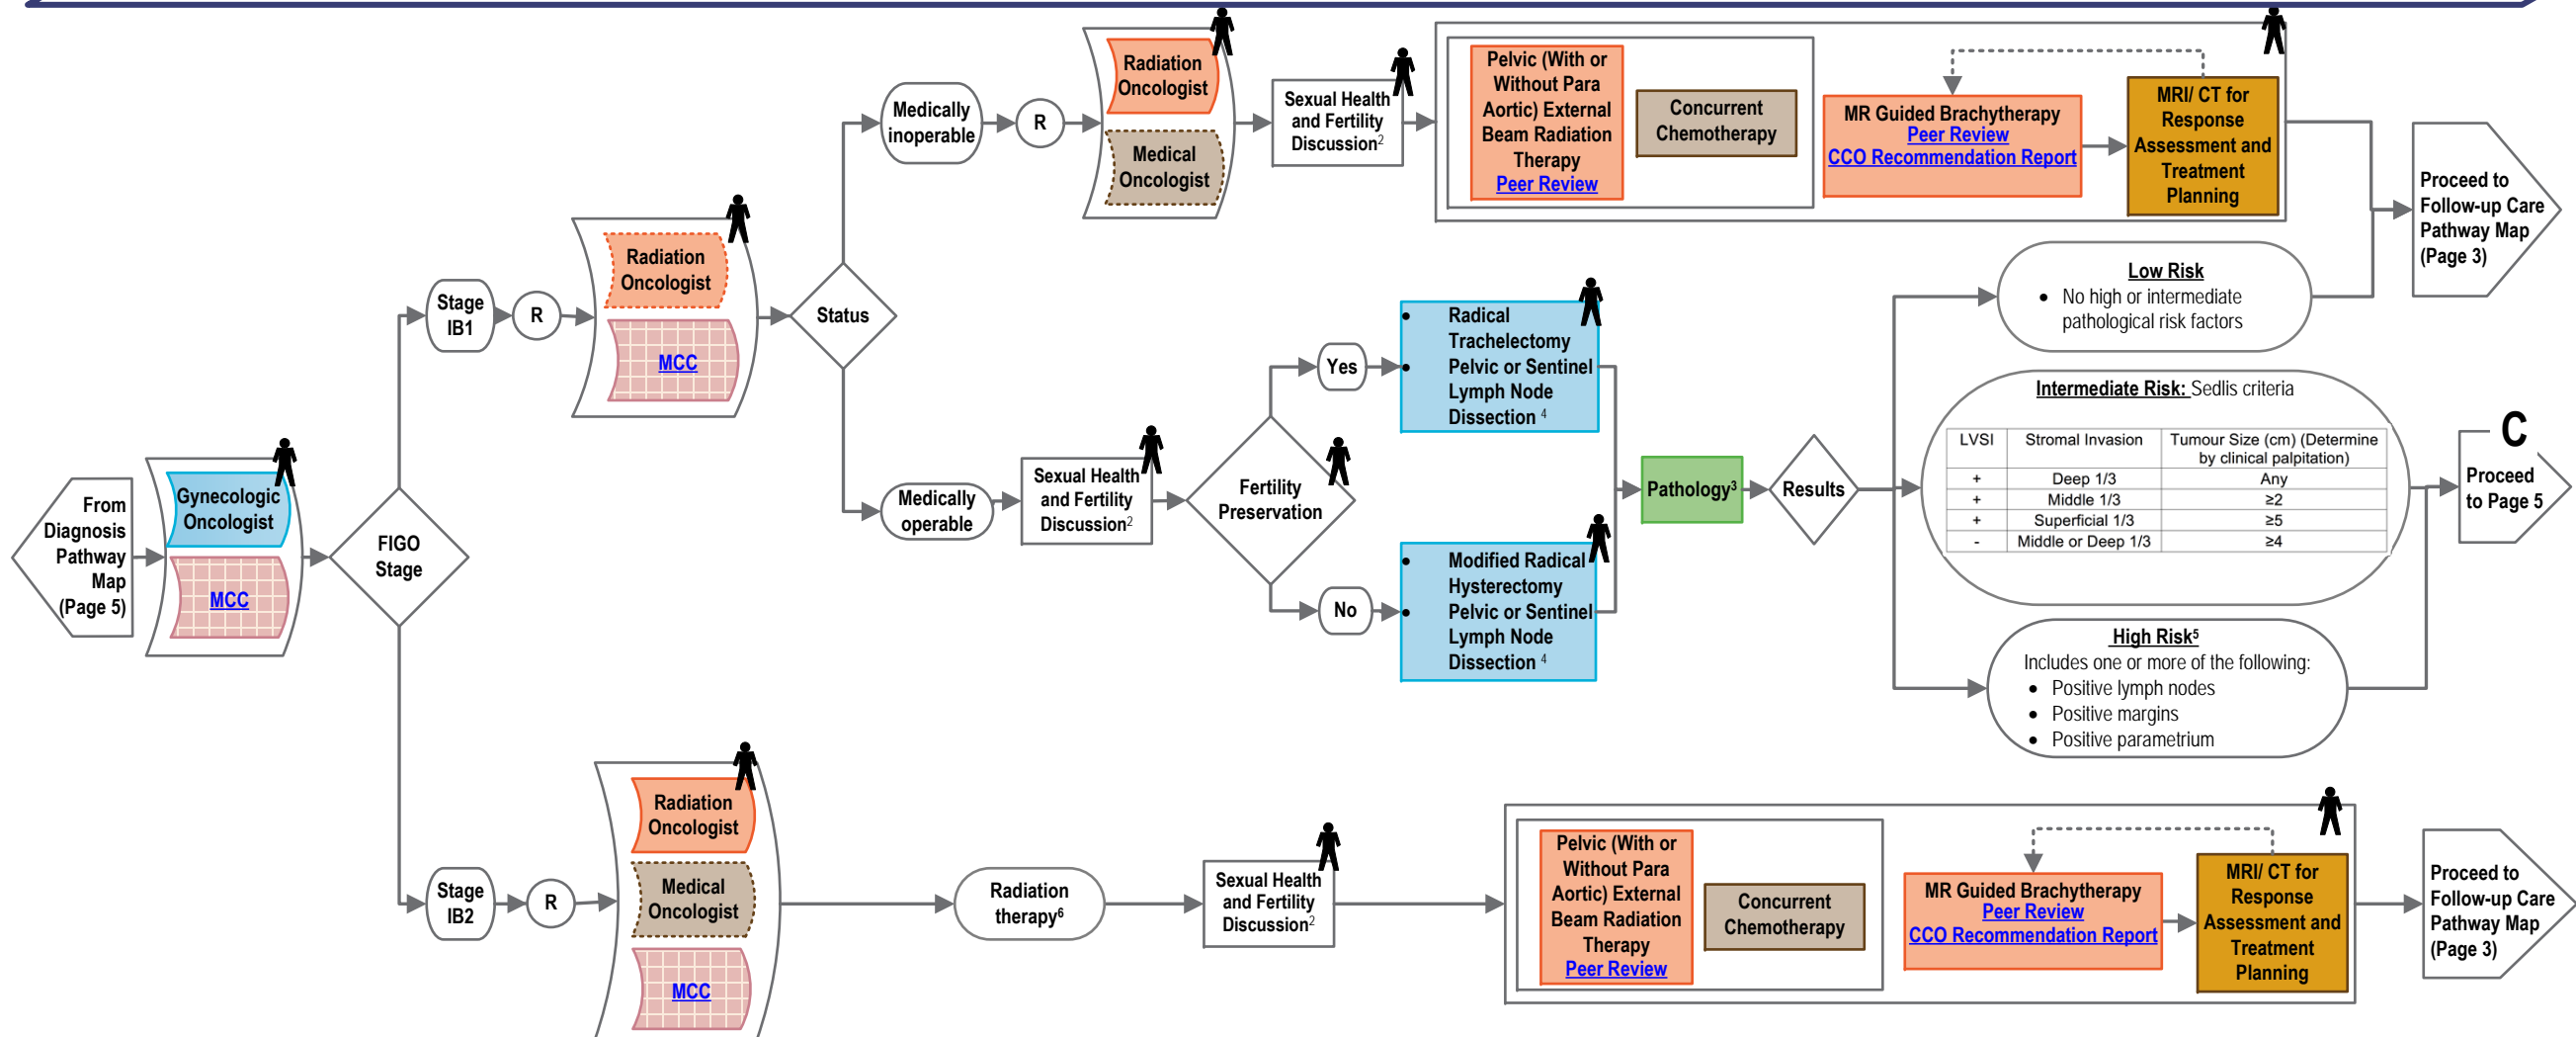 From
Diagnosis
Pathway
Map
(Page 5)
Gynecologic
Oncologist
MCC
FIGO
Stage
Stage
IB1
R
Radiation
Oncologist
MCC
Status
Medically
inoperable
R
Radiation
Oncologist
Medical
Oncologist
Sexual Health
and Fertility
Discussion²
Pelvic (With or
Without Para
Aortic) External
Beam Radiation
Therapy
Peer Review
Concurrent
Chemotherapy
MR Guided Brachytherapy
Peer Review
CCO Recommendation Report
MRI/ CT for
Response
Assessment and
Treatment
Planning
Proceed to
Follow-up Care
Pathway Map
(Page 3)
Medically
operable
Sexual Health
and Fertility
Discussion²
Fertility
Preservation
Yes
• Radical
Trachelectomy
• Pelvic or Sentinel
Lymph Node
Dissection ⁴
No
• Modified Radical
Hysterectomy
• Pelvic or Sentinel
Lymph Node
Dissection ⁴
Pathology³
Results
Low Risk
• No high or intermediate
pathological risk factors
Intermediate Risk: Sedlis criteria
LVSI Stromal Invasion Tumour Size (cm) (Determine
by clinical palpitation)
+ Deep 1/3 Any
+ Middle 1/3 ≥2
+ Superficial 1/3 ≥5
- Middle or Deep 1/3 ≥4
High Risk⁵
Includes one or more of the following:
• Positive lymph nodes
• Positive margins
• Positive parametrium
C
Proceed
to Page 5
Stage
IB2
R
Radiation
Oncologist
Medical
Oncologist
MCC
Radiation
therapy⁶
Sexual Health
and Fertility
Discussion²
Pelvic (With or
Without Para
Aortic) External
Beam Radiation
Therapy
Peer Review
Concurrent
Chemotherapy
MR Guided Brachytherapy
Peer Review
CCO Recommendation Report
MRI/ CT for
Response
Assessment and
Treatment
Planning
Proceed to
Follow-up Care
Pathway Map
(Page 3)